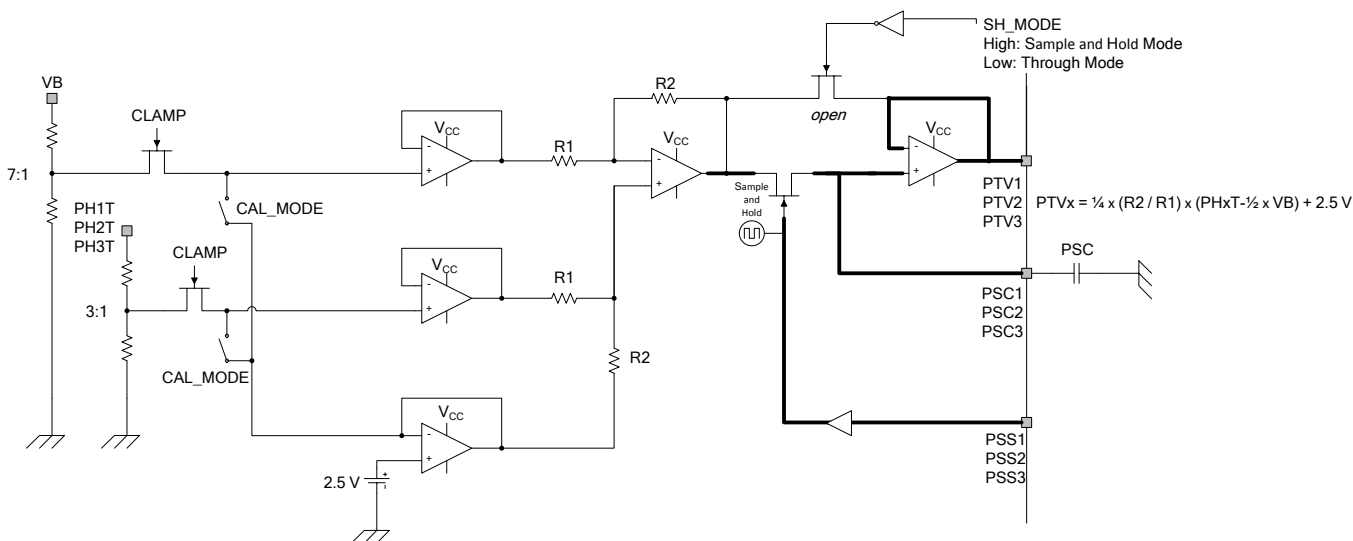 SH_MODE
High: Sample and Hold Mode
Low: Through Mode
VB
CLAMP
VCC
R1
R2
VCC
open
VCC
7:1
CAL_MODE
PH1T
PH2T
PH3T
CLAMP
3:1
CAL_MODE
VCC
R1
R2
Sample
and
Hold
PTV1
PTV2
PTV3
PTVx = ¼ x (R2 / R1) x (PHxT-½ x VB) + 2.5 V
PSC
PSC1
PSC2
PSC3
VCC
2.5 V
PSS1
PSS2
PSS3